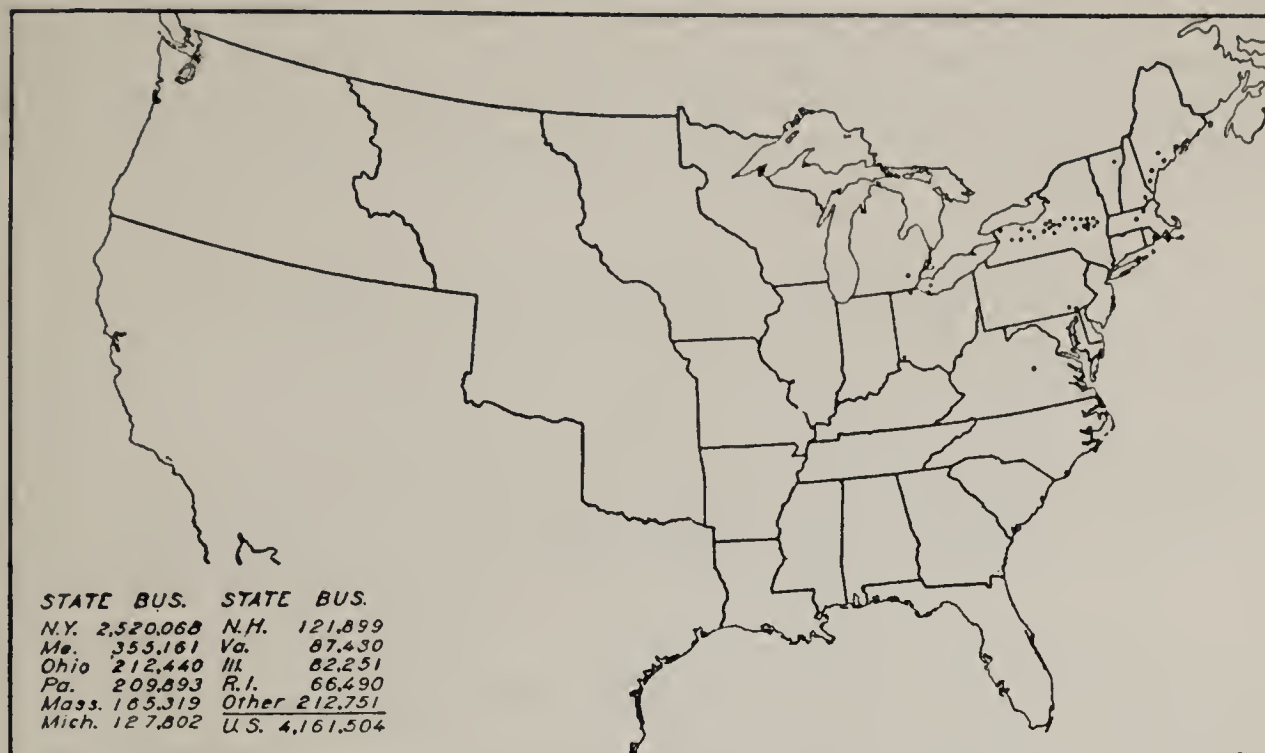 STATE BUS. STATE BUS.
N.Y. 2,520,068 N.H. 121,899
Me. 355,161 Va. 87,430
Ohio 212,440 Ill. 82,251
Pa. 209,893 R.I. 66,490
Mass. 165,319 Other 212,751
Mich. 127,802 U.S. 4,161,504